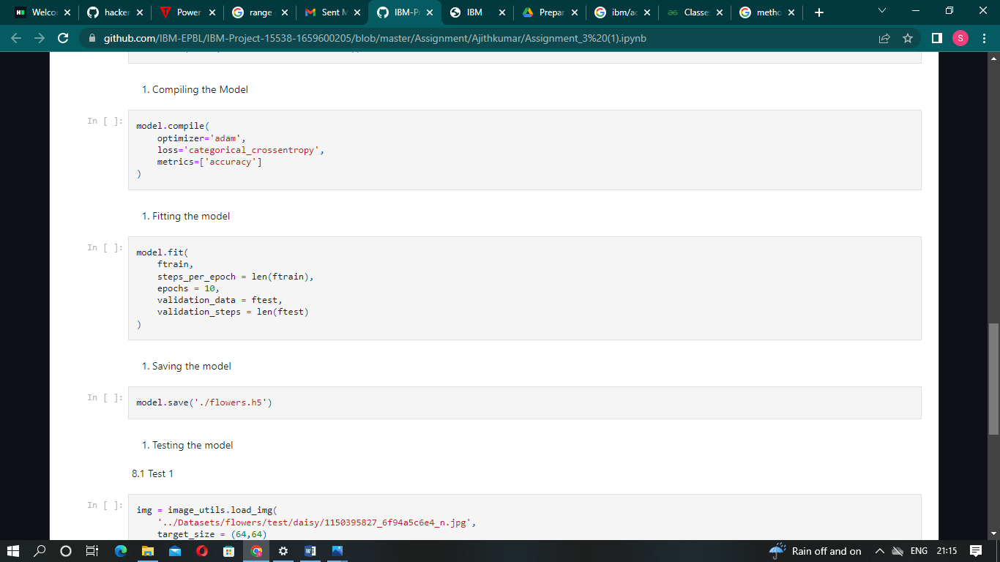 Welcor
hacker
Power
range
Sent M
IBM-Pr
IBM
Prepar
ibm/ac
Classe
metho
github.com/IBM-EPBL/IBM-Project-15538-1659600205/blob/master/Assignment/Ajithkumar/Assignment_3%20(1).ipynb
S
1. Compiling the Model
In [ ]:
model.compile(
optimizer='adam',
loss='categorical_crossentropy',
metrics=['accuracy']
)
1. Fitting the model
In [ ]:
model.fit(
ftrain,
steps_per_epoch = len(ftrain),
epochs = 10,
validation_data = ftest,
validation_steps = len(ftest)
)
1. Saving the model
In [ ]:
model.save('./flowers.h5')
1. Testing the model
8.1 Test 1
In [ ]:
img = image_utils.load_img(
'../Datasets/flowers/test/daisy/1150395827_6f94a5c6e4_n.jpg',
target_size = (64,64)
Rain off and on
ENG
21:15